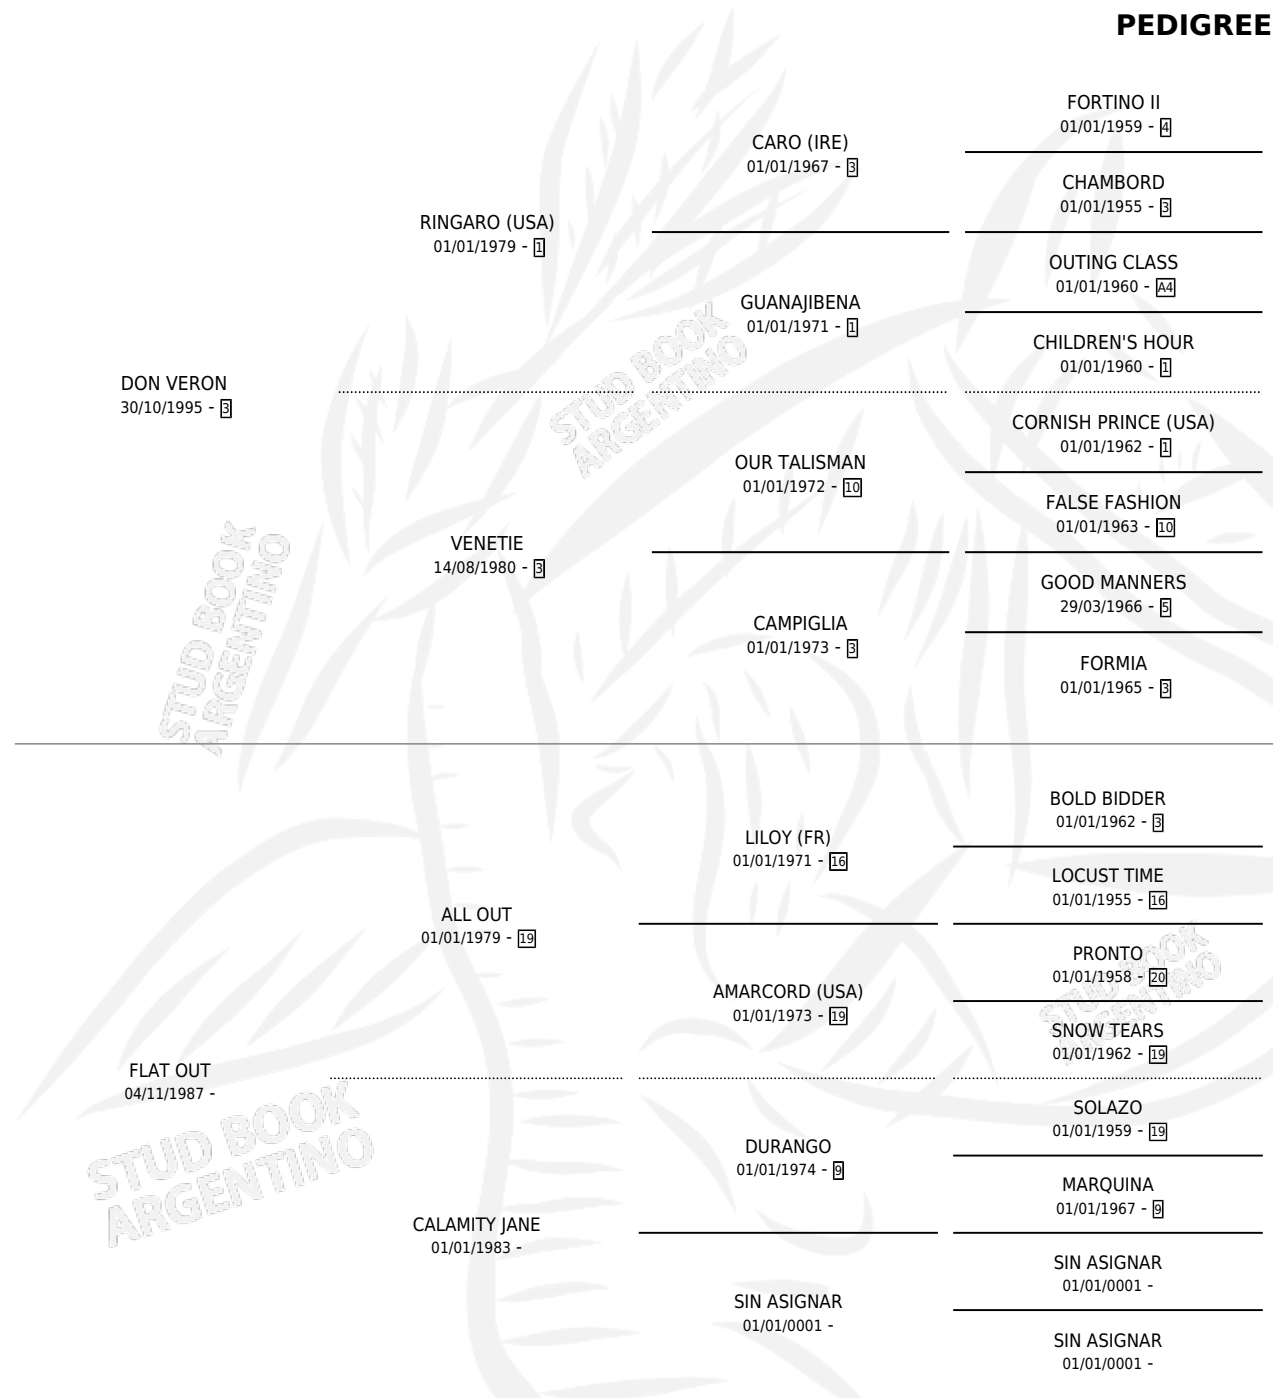 PEDIGREE
FORTINO II
01/01/1959 - 4
CARO (IRE)
01/01/1967 - 3
CHAMBORD
01/01/1955 - 3
RINGARO (USA)
01/01/1979 - 1
OUTING CLASS
01/01/1960 - A4
GUANAJIBENA
01/01/1971 - 1
CHILDREN'S HOUR
01/01/1960 - 1
DON VERON
30/10/1995 - 3
CORNISH PRINCE (USA)
01/01/1962 - 1
OUR TALISMAN
01/01/1972 - 10
FALSE FASHION
01/01/1963 - 10
VENETIE
14/08/1980 - 3
GOOD MANNERS
29/03/1966 - 5
CAMPIGLIA
01/01/1973 - 3
FORMIA
01/01/1965 - 3
BOLD BIDDER
01/01/1962 - 3
LILOY (FR)
01/01/1971 - 16
LOCUST TIME
01/01/1955 - 16
ALL OUT
01/01/1979 - 19
PRONTO
01/01/1958 - 20
AMARCORD (USA)
01/01/1973 - 19
SNOW TEARS
01/01/1962 - 19
FLAT OUT
04/11/1987 -
SOLAZO
01/01/1959 - 19
DURANGO
01/01/1974 - 9
MARQUINA
01/01/1967 - 9
CALAMITY JANE
01/01/1983 -
SIN ASIGNAR
01/01/0001 -
SIN ASIGNAR
01/01/0001 -
SIN ASIGNAR
01/01/0001 -
STUD BOOK
ARGENTINO
STUD BOOK
ARGENTINO
STUD BOOK
ARGENTINO
STUD BOOK
ARGENTINO